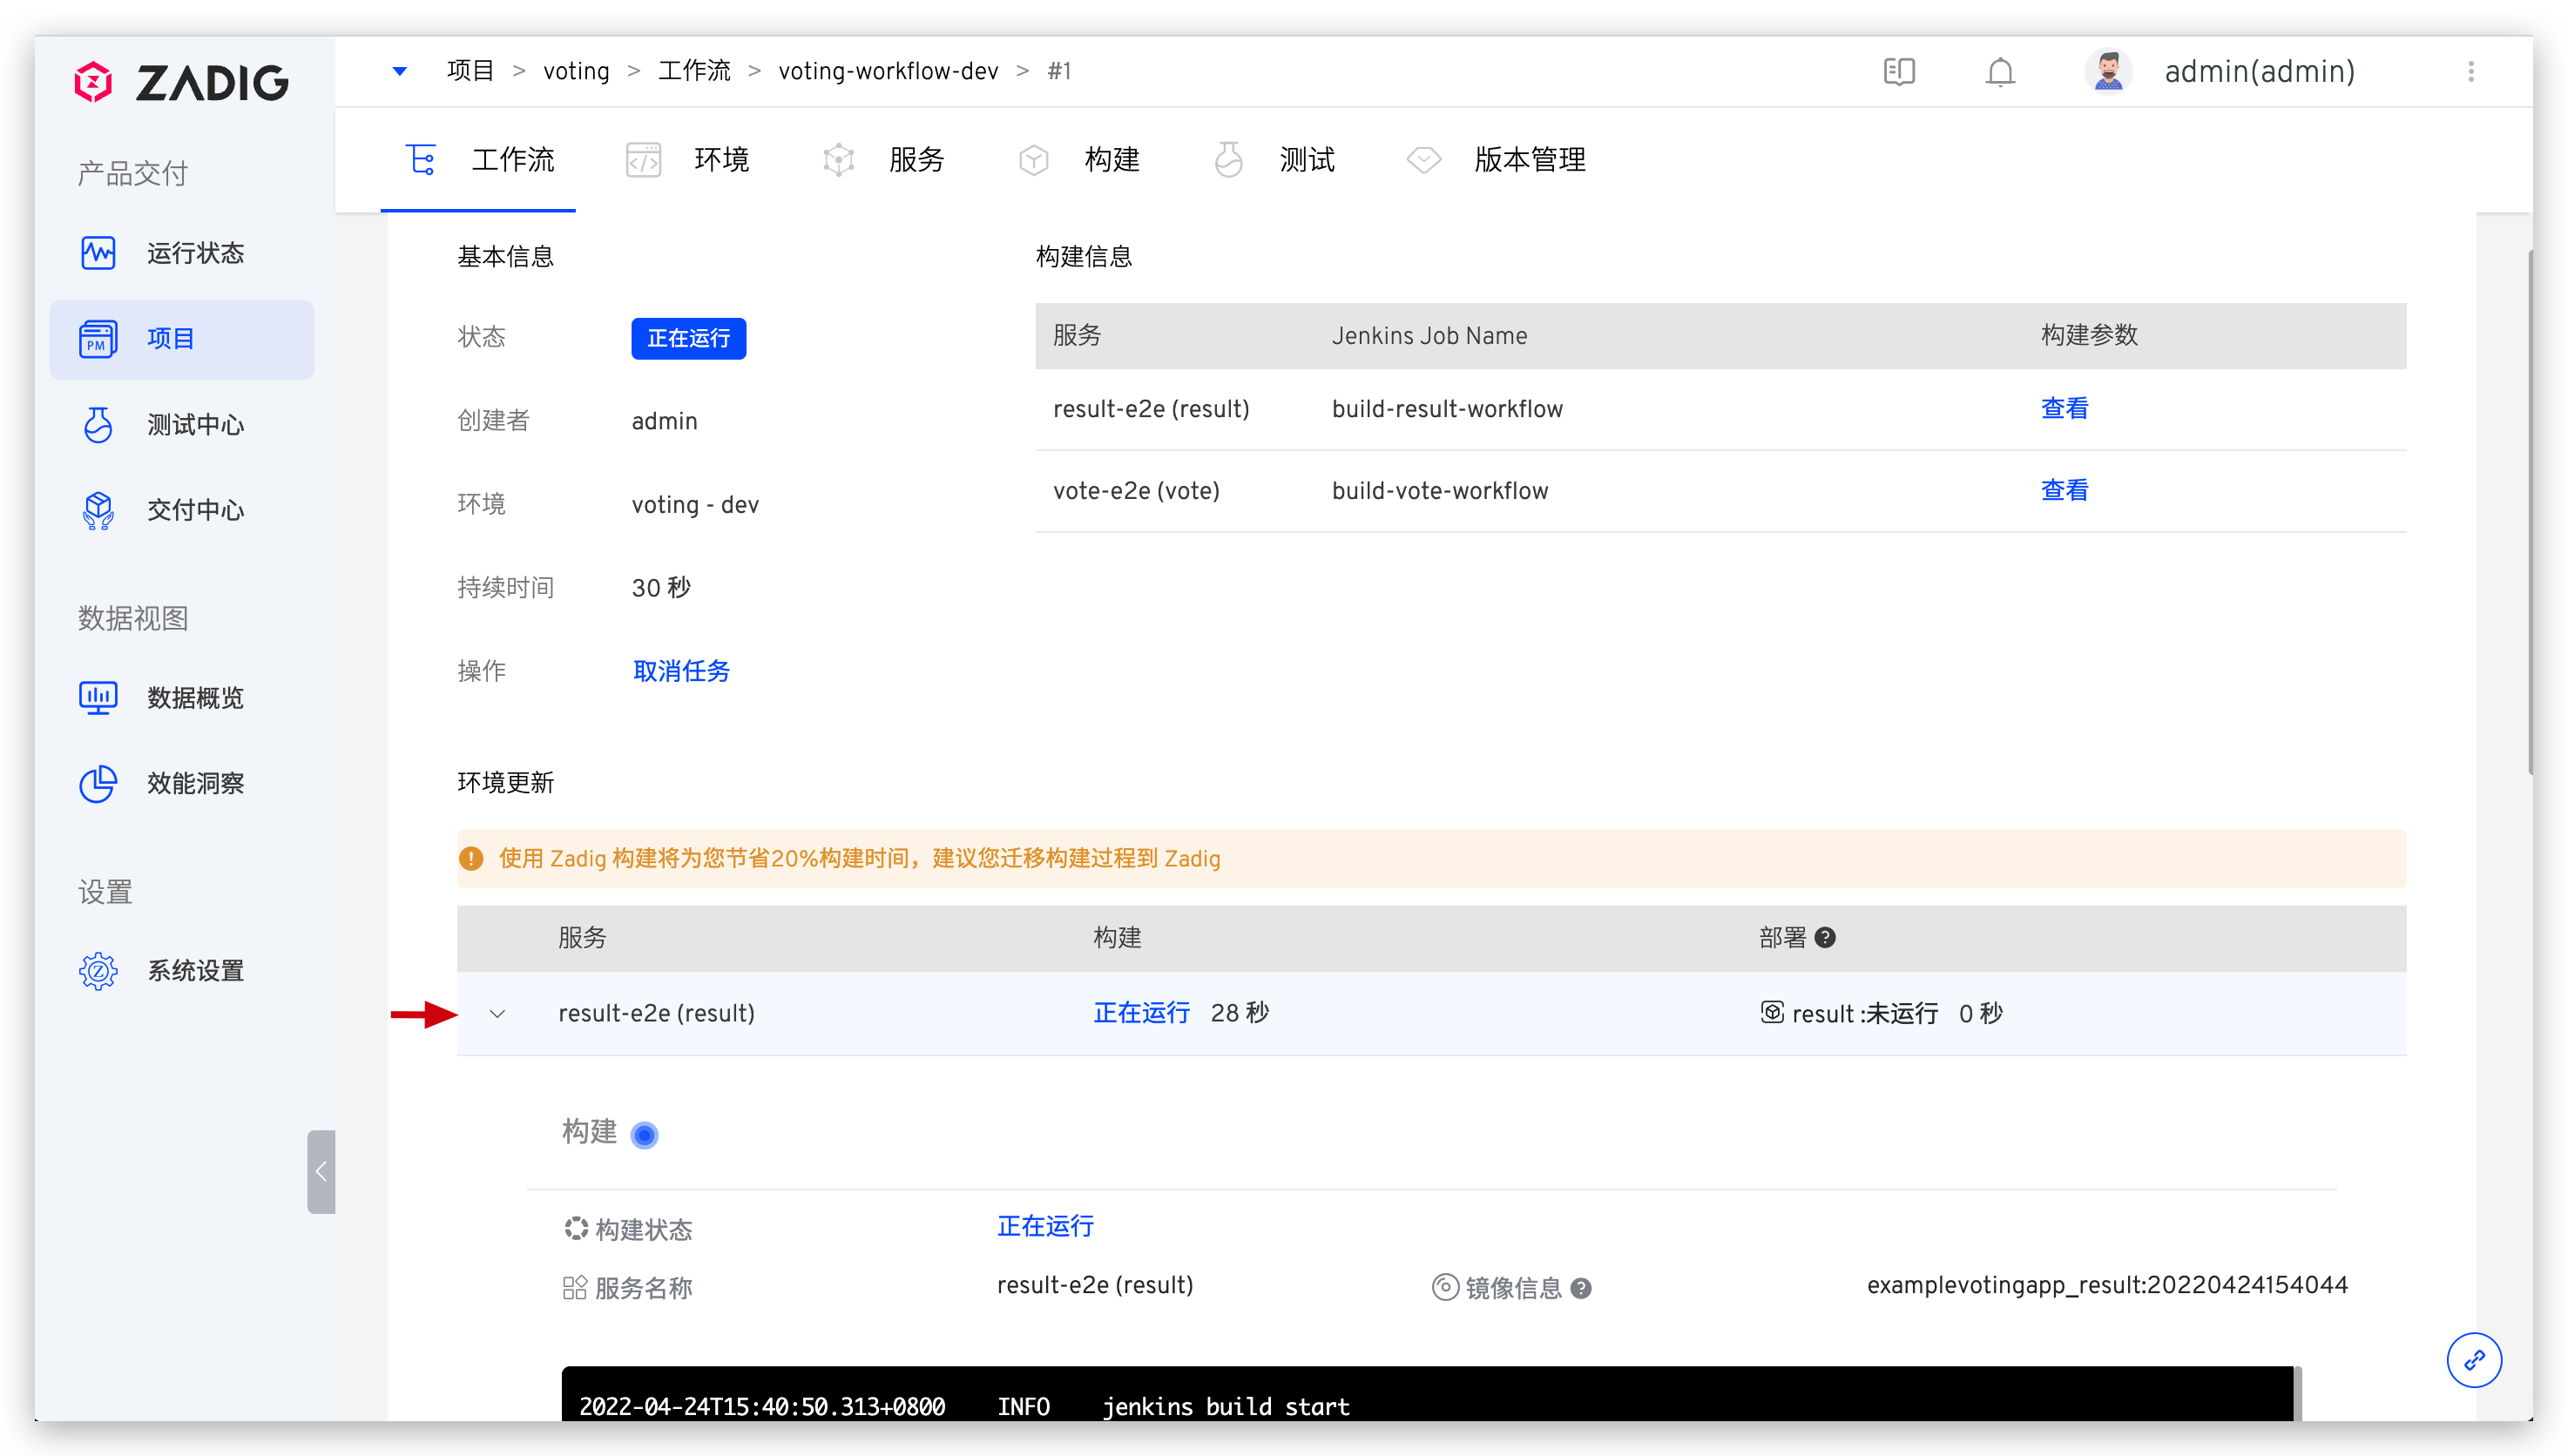 ZADIG
产品交付
运行状态
PM
项目
测试中心
交付中心
数据视图
数据概览
效能洞察
设置
系统设置
项目 > voting > 工作流 > voting-workflow-dev > #1
admin(admin)
工作流 环境 服务 构建 测试 版本管理
基本信息
状态 正在运行
创建者 admin
环境 voting - dev
持续时间 30 秒
操作 取消任务
构建信息
服务 Jenkins Job Name 构建参数
result-e2e (result) build-result-workflow 查看
vote-e2e (vote) build-vote-workflow 查看
环境更新
使用 Zadig 构建将为您节省20%构建时间，建议您迁移构建过程到 Zadig
服务 构建 部署
result-e2e (result) 正在运行 28 秒 result :未运行 0 秒
构建
构建状态 正在运行
服务名称 result-e2e (result) 镜像信息 examplevotingapp_result:20220424154044
2022-04-24T15:40:50.313+0800 INFO jenkins build start